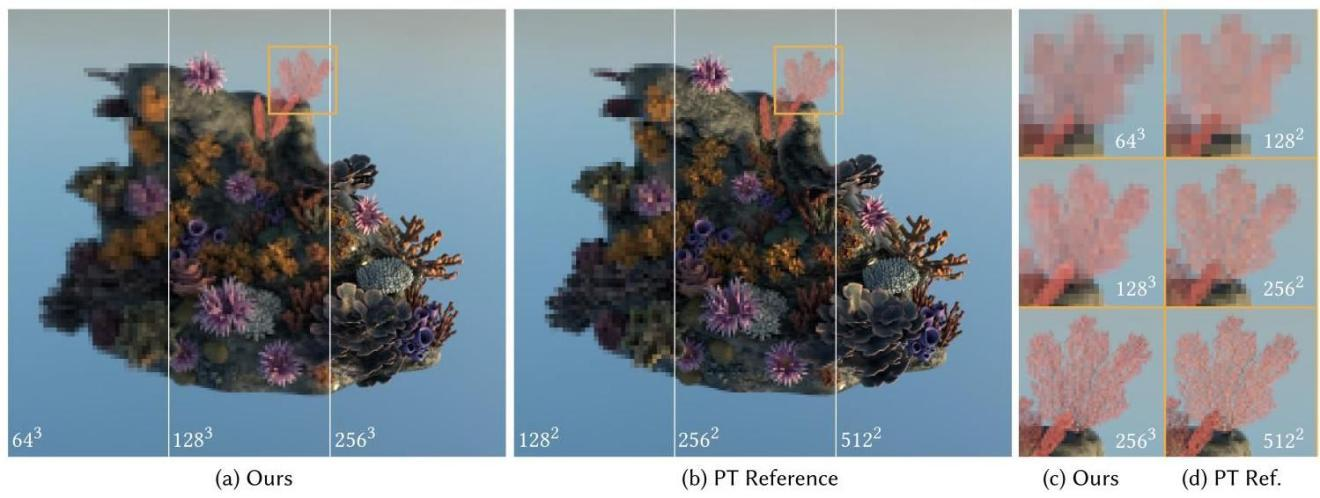 64³ 128³ 256³
128² 256² 512²
64³ 128²
128³ 256²
256³ 512²
(a) Ours (b) PT Reference (c) Ours (d) PT Ref.